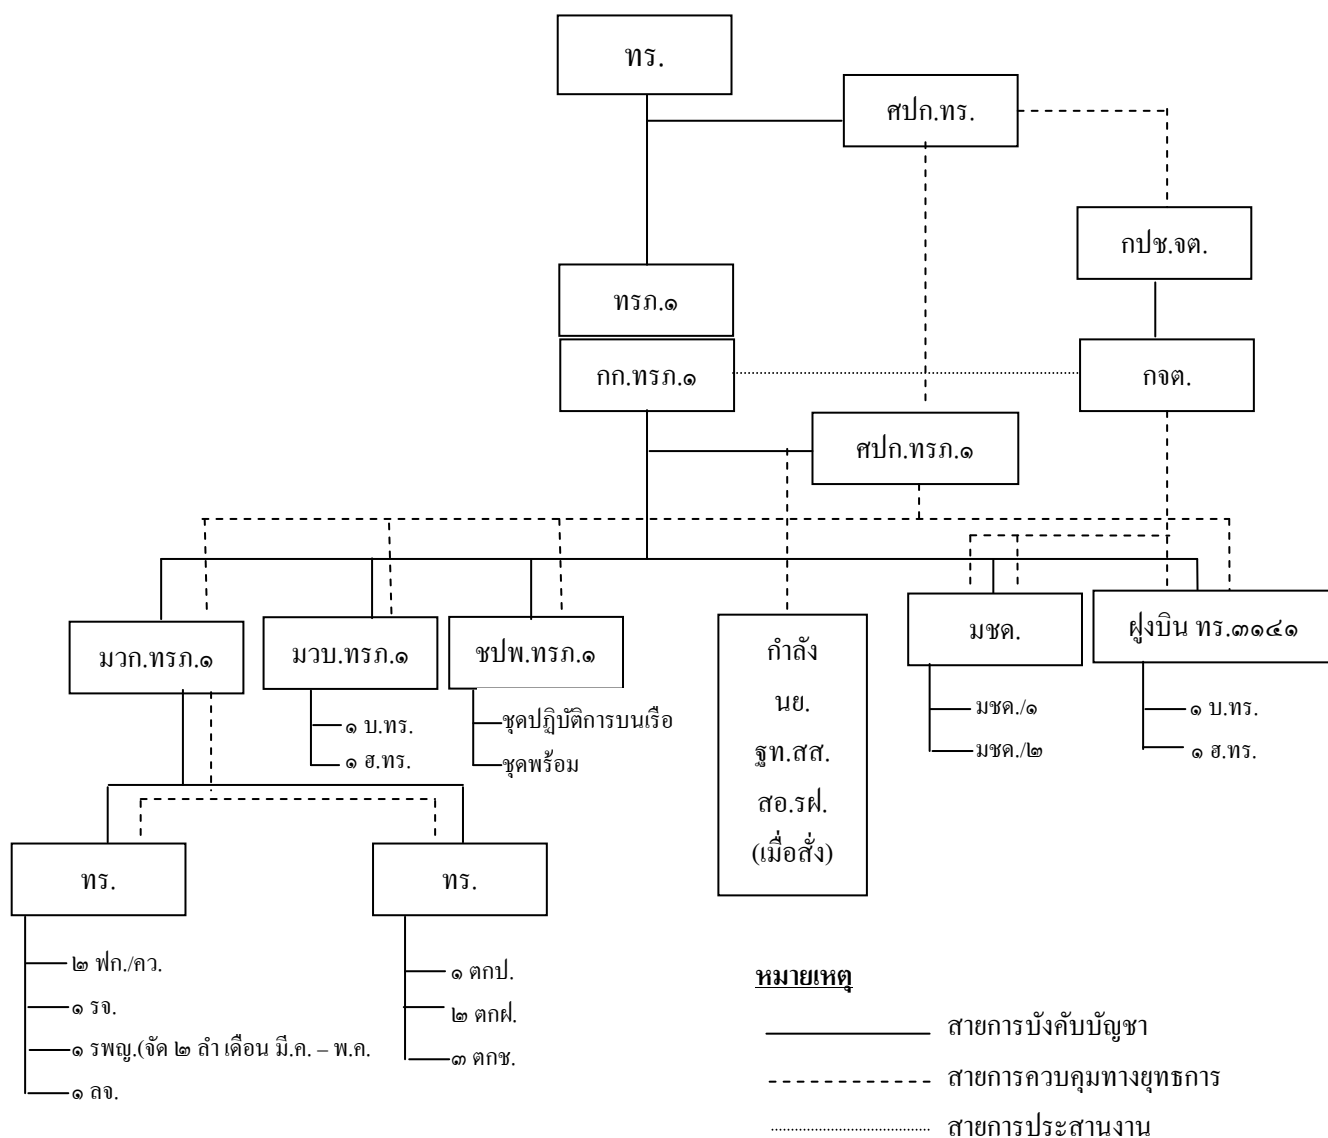 ทร.
ศปก.ทร.
กปช.จต.
ทรภ.๑
กก.ทรภ.๑
กจต.
ศปก.ทรภ.๑
มวก.ทรภ.๑
มวบ.ทรภ.๑
๑ บ.ทร.
๑ ฮ.ทร.
ชปพ.ทรภ.๑
ชุดปฏิบัติการบนเรือ
ชุดพร้อม
กำลัง
นย.
ฐท.สส.
สอ.รฝ.
(เมื่อสั่ง)
มชด.
มชด./๑
มชด./๒
ฝูงบิน ทร.๓๑๔๑
๑ บ.ทร.
๑ ฮ.ทร.
ทร.
๒ ฟก./คว.
๑ รจ.
๑ รพญ.(จัด ๒ ลำ เดือน มี.ค. – พ.ค.
๑ ลจ.
ทร.
๑ ตกป.
๒ ตกฝ.
๓ ตกช.
หมายเหตุ
สายการบังคับบัญชา
สายการควบคุมทางยุทธการ
สายการประสานงาน